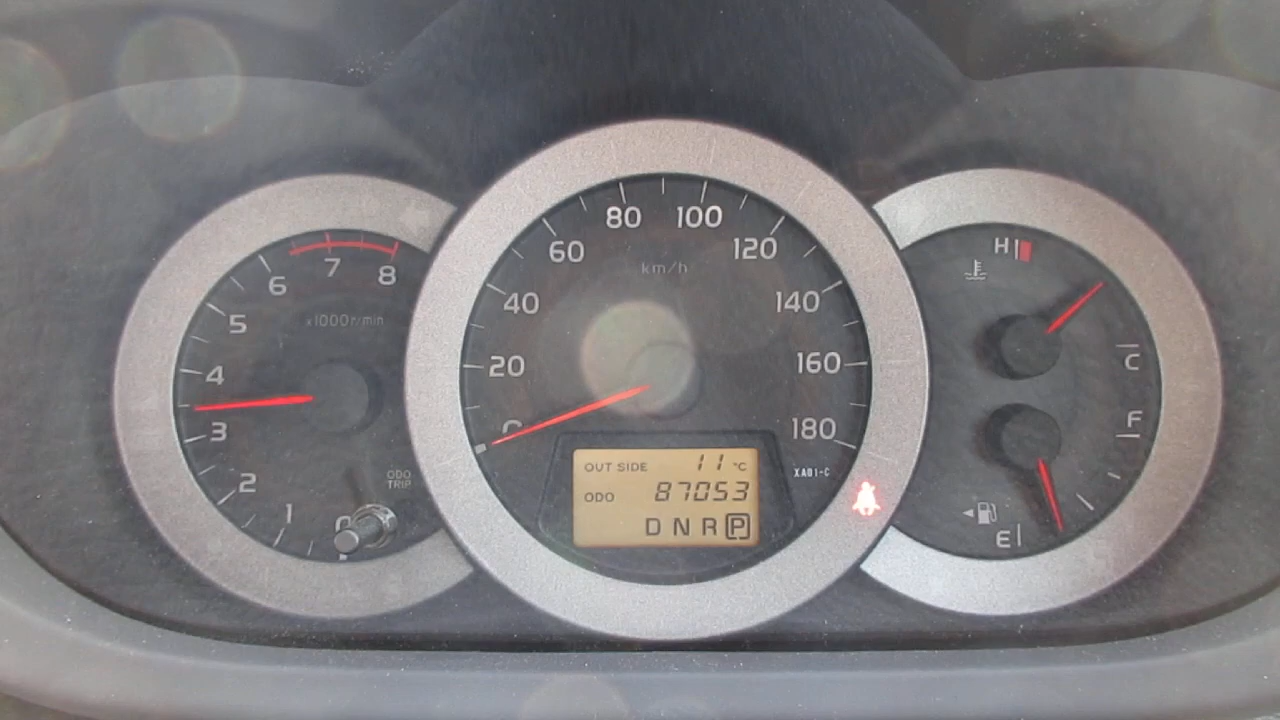 8
7
6
5
4
3
2
1
0
x1000r/min
ODO
TRIP
0
20
40
60
80
100
120
140
160
180
km/h
OUT SIDE 11 °C
ODO 87053
D N R P
XA01-C
H
C
F
E